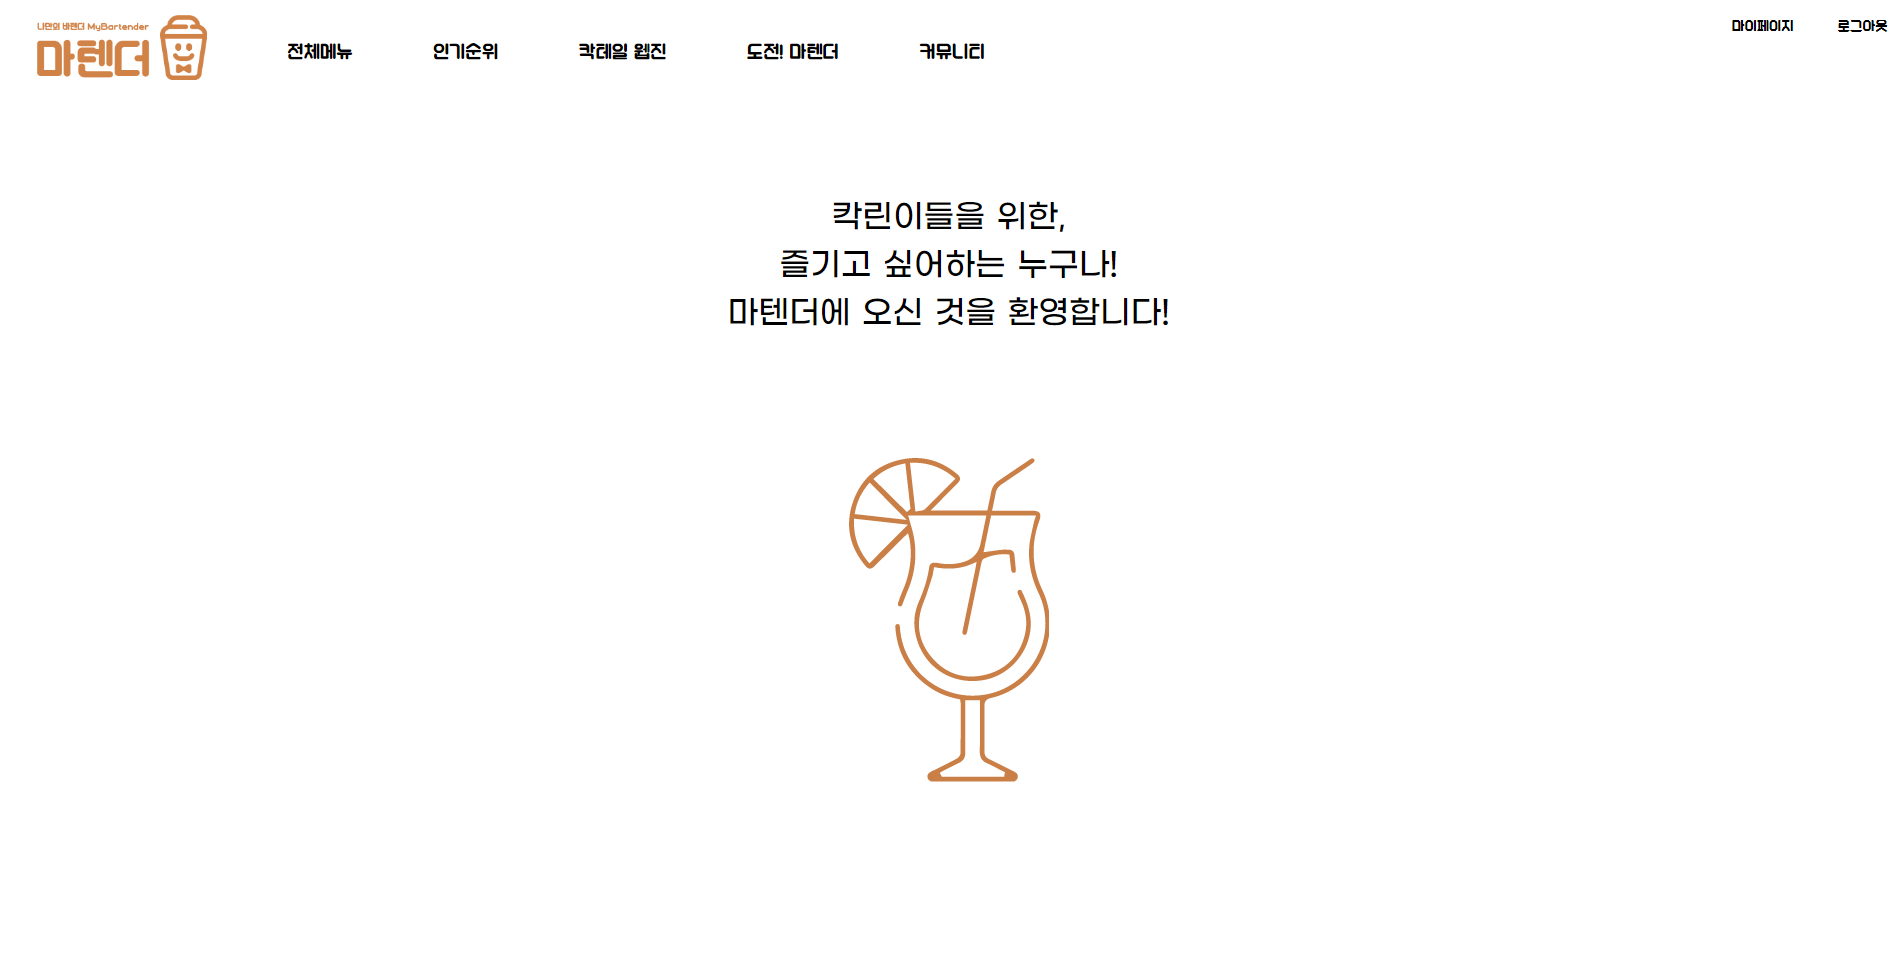 나만의 바텐더 MyBartender
마텐더
전체메뉴
인기순위
칵테일 웹진
도전! 마텐더
커뮤니티
마이페이지
로그아웃
칵린이들을 위한,
즐기고 싶어하는 누구나!
마텐더에 오신 것을 환영합니다!